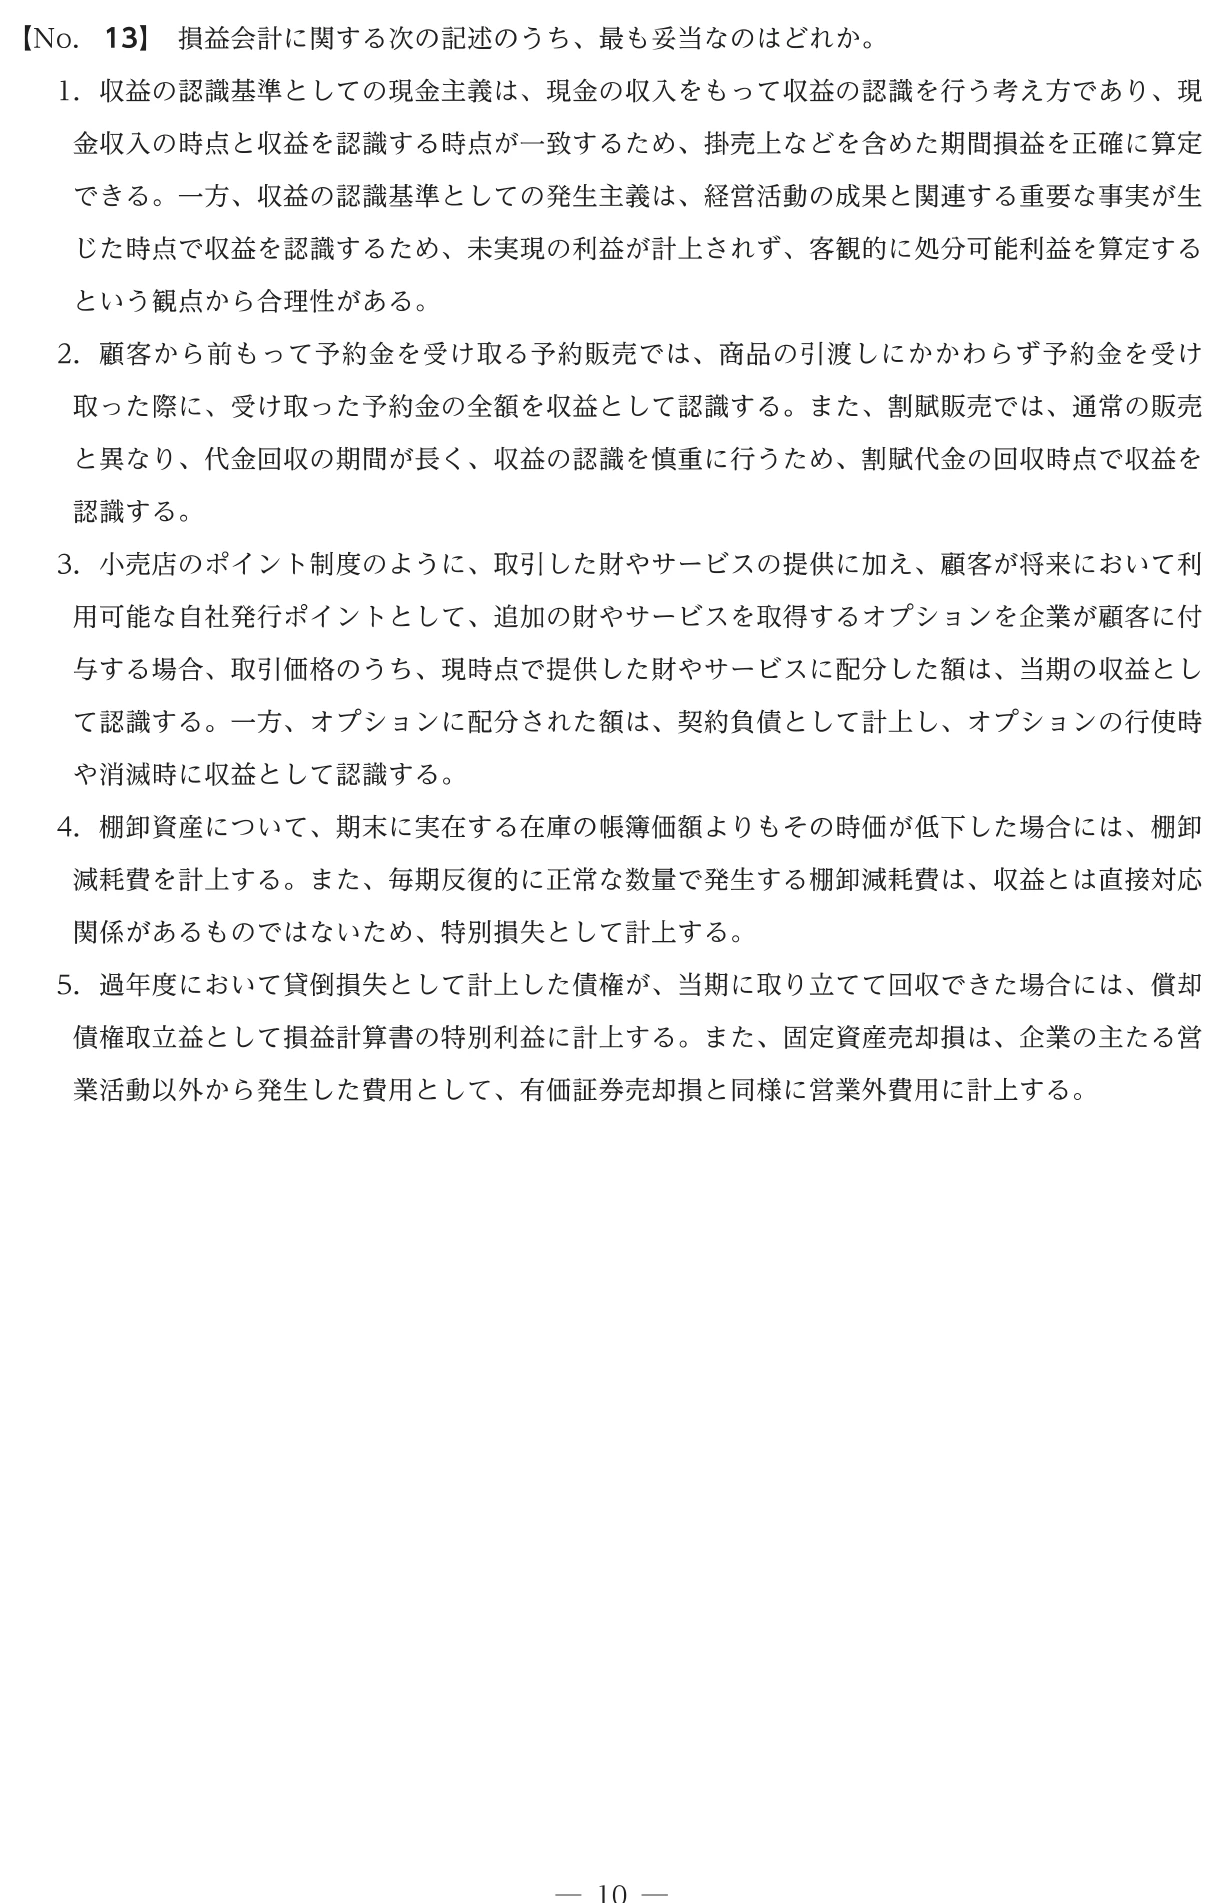 【No. 13】 損益会計に関する次の記述のうち、最も妥当なのはどれか。
1. 収益の認識基準としての現金主義は、現金の収入をもって収益の認識を行う考え方であり、現
金収入の時点と収益を認識する時点が一致するため、掛売上などを含めた期間損益を正確に算定
できる。一方、収益の認識基準としての発生主義は、経営活動の成果と関連する重要な事実が生
じた時点で収益を認識するため、未実現の利益が計上されず、客観的に処分可能利益を算定する
という観点から合理性がある。
2. 顧客から前もって予約金を受け取る予約販売では、商品の引渡しにかかわらず予約金を受け
取った際に、受け取った予約金の全額を収益として認識する。また、割賦販売では、通常の販売
と異なり、代金回収の期間が長く、収益の認識を慎重に行うため、割賦代金の回収時点で収益を
認識する。
3. 小売店のポイント制度のように、取引した財やサービスの提供に加え、顧客が将来において利
用可能な自社発行ポイントとして、追加の財やサービスを取得するオプションを企業が顧客に付
与する場合、取引価格のうち、現時点で提供した財やサービスに配分した額は、当期の収益とし
て認識する。一方、オプションに配分された額は、契約負債として計上し、オプションの行使時
や消滅時に収益として認識する。
4. 棚卸資産について、期末に実在する在庫の帳簿価額よりもその時価が低下した場合には、棚卸
減耗費を計上する。また、毎期反復的に正常な数量で発生する棚卸減耗費は、収益とは直接対応
関係があるものではないため、特別損失として計上する。
5. 過年度において貸倒損失として計上した債権が、当期に取り立てて回収できた場合には、償却
債権取立益として損益計算書の特別利益に計上する。また、固定資産売却損は、企業の主たる営
業活動以外から発生した費用として、有価証券売却損と同様に営業外費用に計上する。
— 10 —